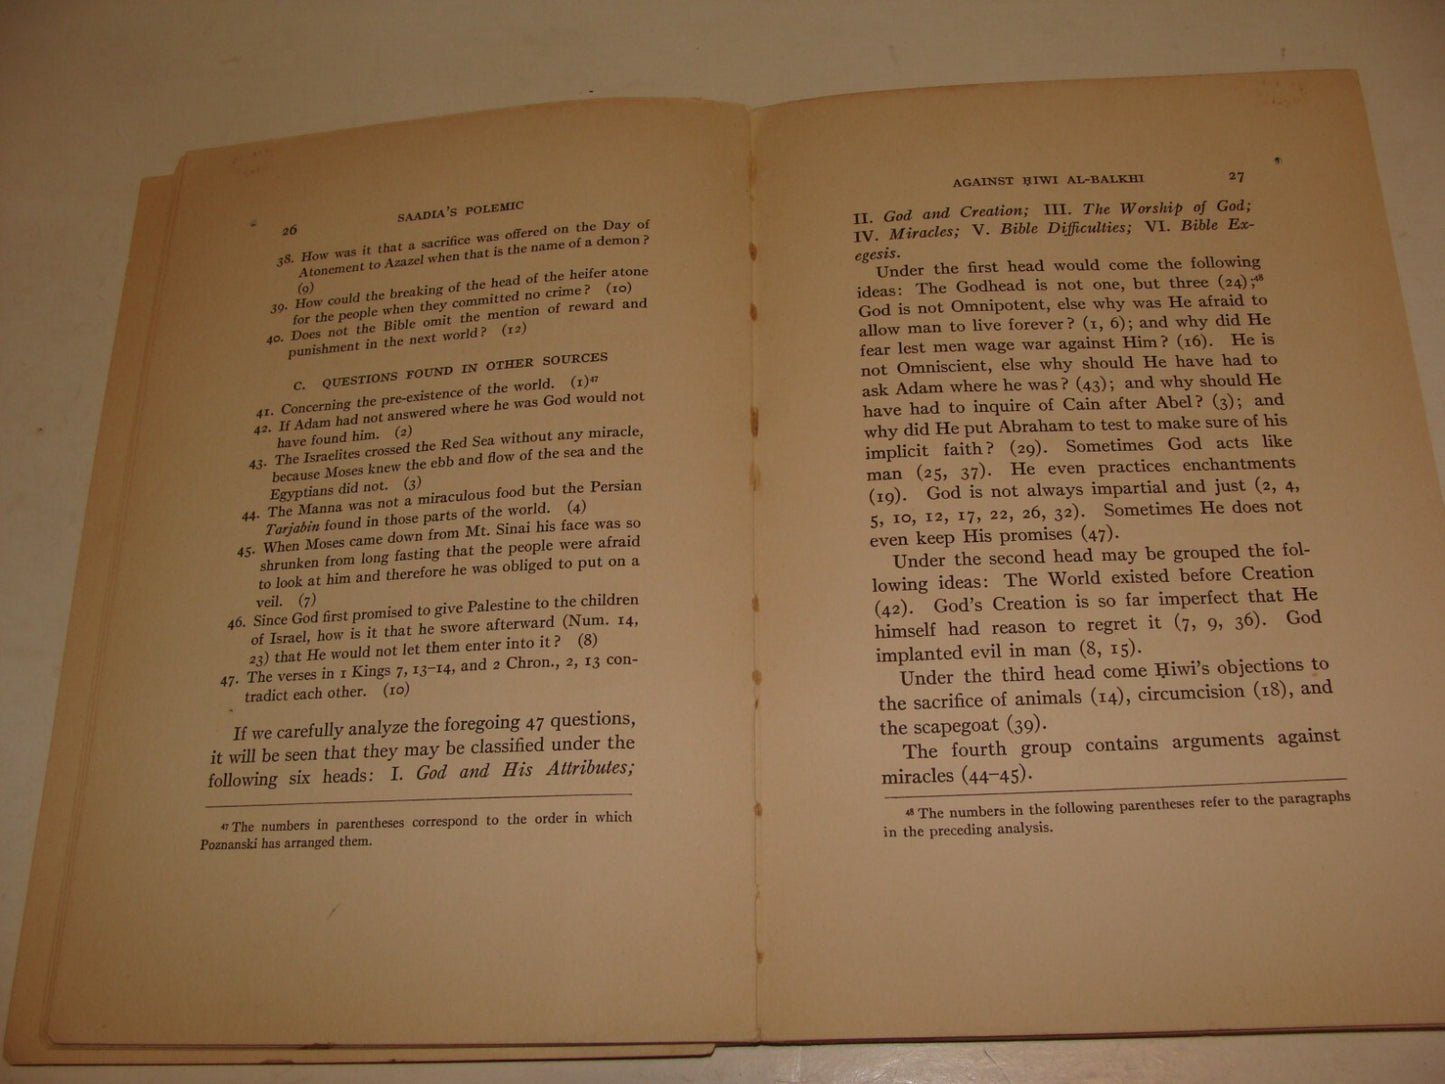 26
SAADIA'S POLEMIC
38. How was it that a sacrifice was offered on the Day of
Atonement to Azazel when that is the name of a demon?
(9)
39. How could the breaking of the head of the heifer atone
for the people when they committed no crime? (10)
40. Does not the Bible omit the mention of reward and
punishment in the next world? (12)
C. QUESTIONS FOUND IN OTHER SOURCES
41. Concerning the pre-existence of the world. (1)⁴⁷
42. If Adam had not answered where he was God would not
have found him. (2)
43. The Israelites crossed the Red Sea without any miracle,
because Moses knew the ebb and flow of the sea and the
Egyptians did not. (3)
44. The Manna was not a miraculous food but the Persian
Tarjabin found in those parts of the world. (4)
45. When Moses came down from Mt. Sinai his face was so
shrunken from long fasting that the people were afraid
to look at him and therefore he was obliged to put on a
veil. (7)
46. Since God first promised to give Palestine to the children
of Israel, how is it that he swore afterward (Num. 14,
23) that He would not let them enter into it? (8)
47. The verses in 1 Kings 7, 13–14, and 2 Chron., 2, 13 con-
tradict each other. (10)
If we carefully analyze the foregoing 47 questions,
it will be seen that they may be classified under the
following six heads: I. God and His Attributes;
⁴⁷ The numbers in parentheses correspond to the order in which
Poznanski has arranged them.
AGAINST ḤIWI AL-BALKHI
27
II. God and Creation; III. The Worship of God;
IV. Miracles; V. Bible Difficulties; VI. Bible Ex-
egesis.
Under the first head would come the following
ideas: The Godhead is not one, but three (24);⁴⁸
God is not Omnipotent, else why was He afraid to
allow man to live forever? (1, 6); and why did He
fear lest men wage war against Him? (16). He is
not Omniscient, else why should He have had to
ask Adam where he was? (43); and why should He
have had to inquire of Cain after Abel? (3); and
why did He put Abraham to test to make sure of his
implicit faith? (29). Sometimes God acts like
man (25, 37). He even practices enchantments
(19). God is not always impartial and just (2, 4,
5, 10, 12, 17, 22, 26, 32). Sometimes He does not
even keep His promises (47).
Under the second head may be grouped the fol-
lowing ideas: The World existed before Creation
(42). God's Creation is so far imperfect that He
himself had reason to regret it (7, 9, 36). God
implanted evil in man (8, 15).
Under the third head come Ḥiwi's objections to
the sacrifice of animals (14), circumcision (18), and
the scapegoat (39).
The fourth group contains arguments against
miracles (44–45).
⁴⁸ The numbers in the following parentheses refer to the paragraphs
in the preceding analysis.